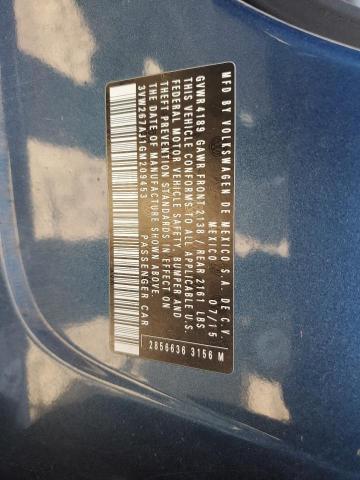 MFD BY VOLKSWAGEN DE MEXICO S.A. DE C.V.
MEXICO 07/15
GVWR 4189 GAWR FRONT 2138 / REAR 2161 LBS
THIS VEHICLE CONFORMS TO ALL APPLICABLE U.S.
FEDERAL MOTOR VEHICLE SAFETY, BUMPER AND
THEFT PREVENTION STANDARDS IN EFFECT ON
THE DATE OF MANUFACTURE SHOWN ABOVE
3VW267AJ1GM209453 PASSENGER CAR
2856636 3156 M